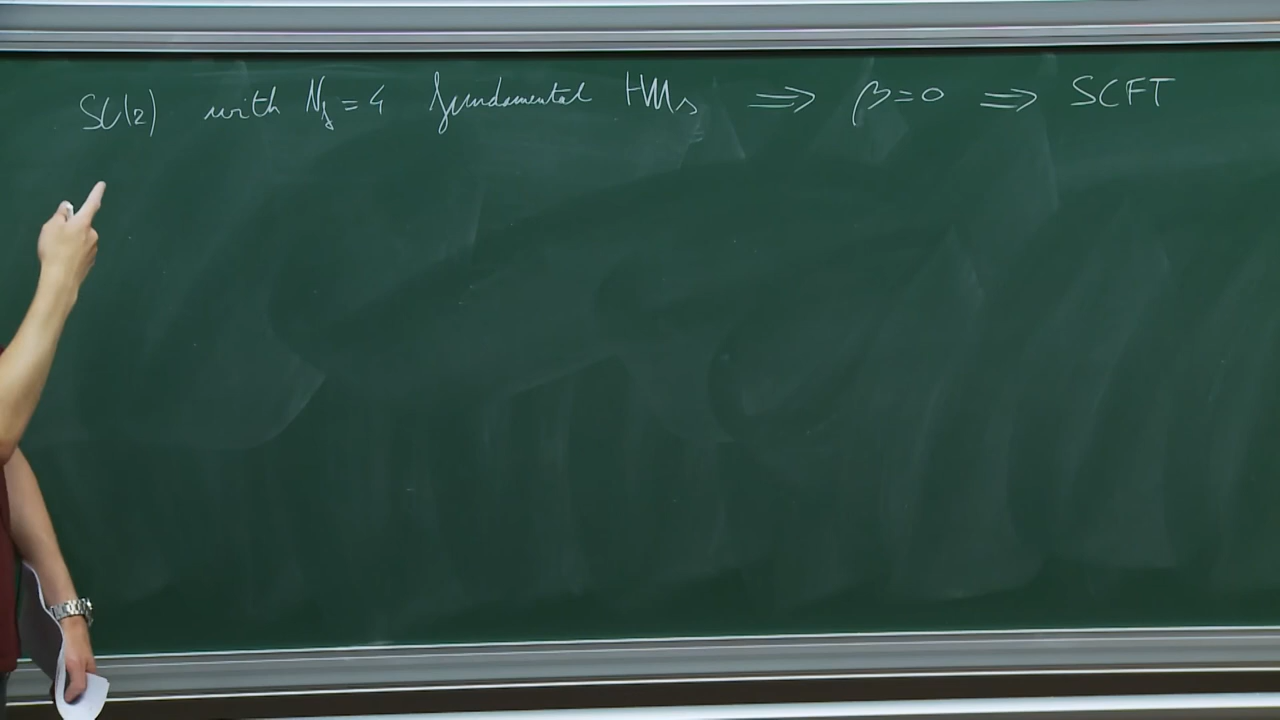 SU(2) with N_f = 4 fundamental HMs ⟹ β=0 ⟹ SCFT